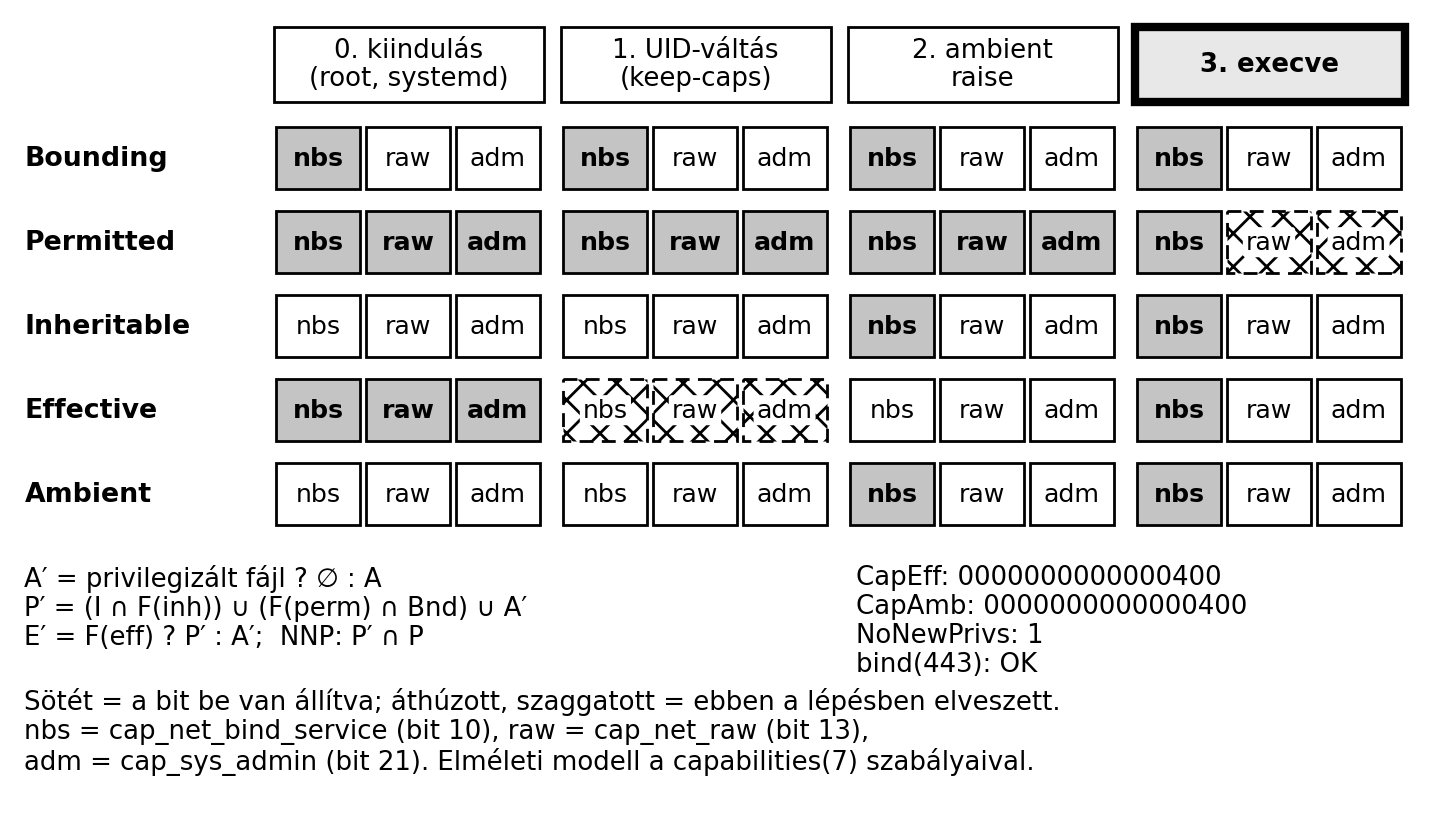 0. kiindulás
(root, systemd)
1. UID-váltás
(keep-caps)
2. ambient
raise
3. execve
Bounding nbs raw adm nbs raw adm nbs raw adm nbs raw adm
Permitted nbs raw adm nbs raw adm nbs raw adm nbs raw adm
Inheritable nbs raw adm nbs raw adm nbs raw adm nbs raw adm
Effective nbs raw adm nbs raw adm nbs raw adm nbs raw adm
Ambient nbs raw adm nbs raw adm nbs raw adm nbs raw adm
A′ = privilegizált fájl ? ∅ : A
P′ = (I ∩ F(inh)) ∪ (F(perm) ∩ Bnd) ∪ A′
E′ = F(eff) ? P′ : A′;  NNP: P′ ∩ P
CapEff: 0000000000000400
CapAmb: 0000000000000400
NoNewPrivs: 1
bind(443): OK
Sötét = a bit be van állítva; áthúzott, szaggatott = ebben a lépésben elveszett.
nbs = cap_net_bind_service (bit 10), raw = cap_net_raw (bit 13),
adm = cap_sys_admin (bit 21). Elméleti modell a capabilities(7) szabályaival.